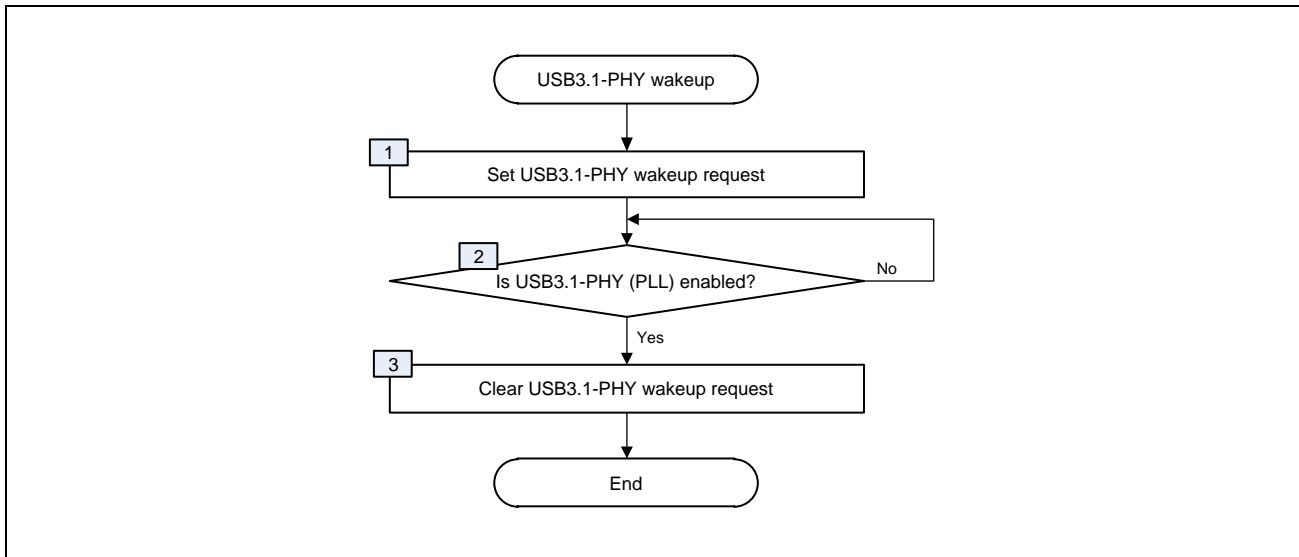 USB3.1-PHY wakeup
1
Set USB3.1-PHY wakeup request
2
Is USB3.1-PHY (PLL) enabled?
No
Yes
3
Clear USB3.1-PHY wakeup request
End